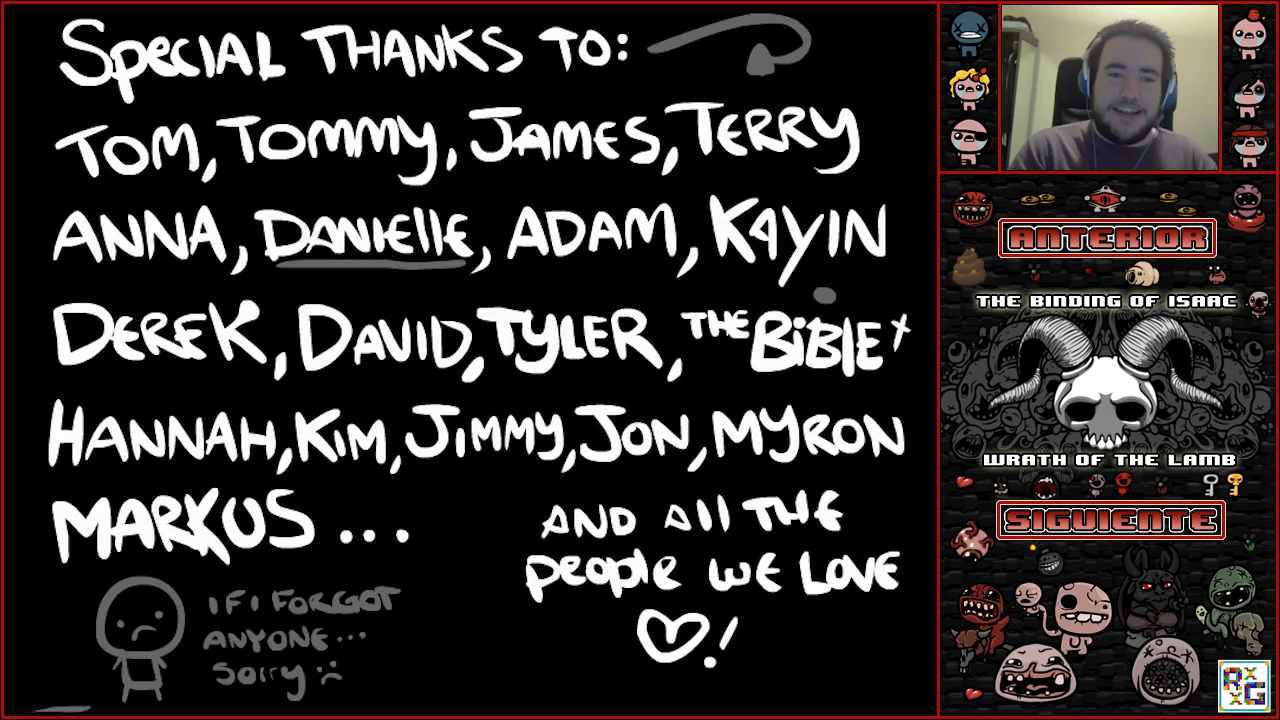 SpeciAL THANKS TO:
TOM, TOMMY, JAMES, TERRY
ANNA, DANiEllE, ADAM, KAYIN
DEREK, DAVID, TYLER, THE BiBLE
HANNAH, KiM, JiMMY, JON, MYRON
MARKUS ...
AND All THE
people WE LOVE
!
IF I FORGOT
ANYONE...
Sorry :(
ANTERIOR
THE BINDING OF ISAAC
WRATH OF THE LAMB
SIGUIENTE
RxxG